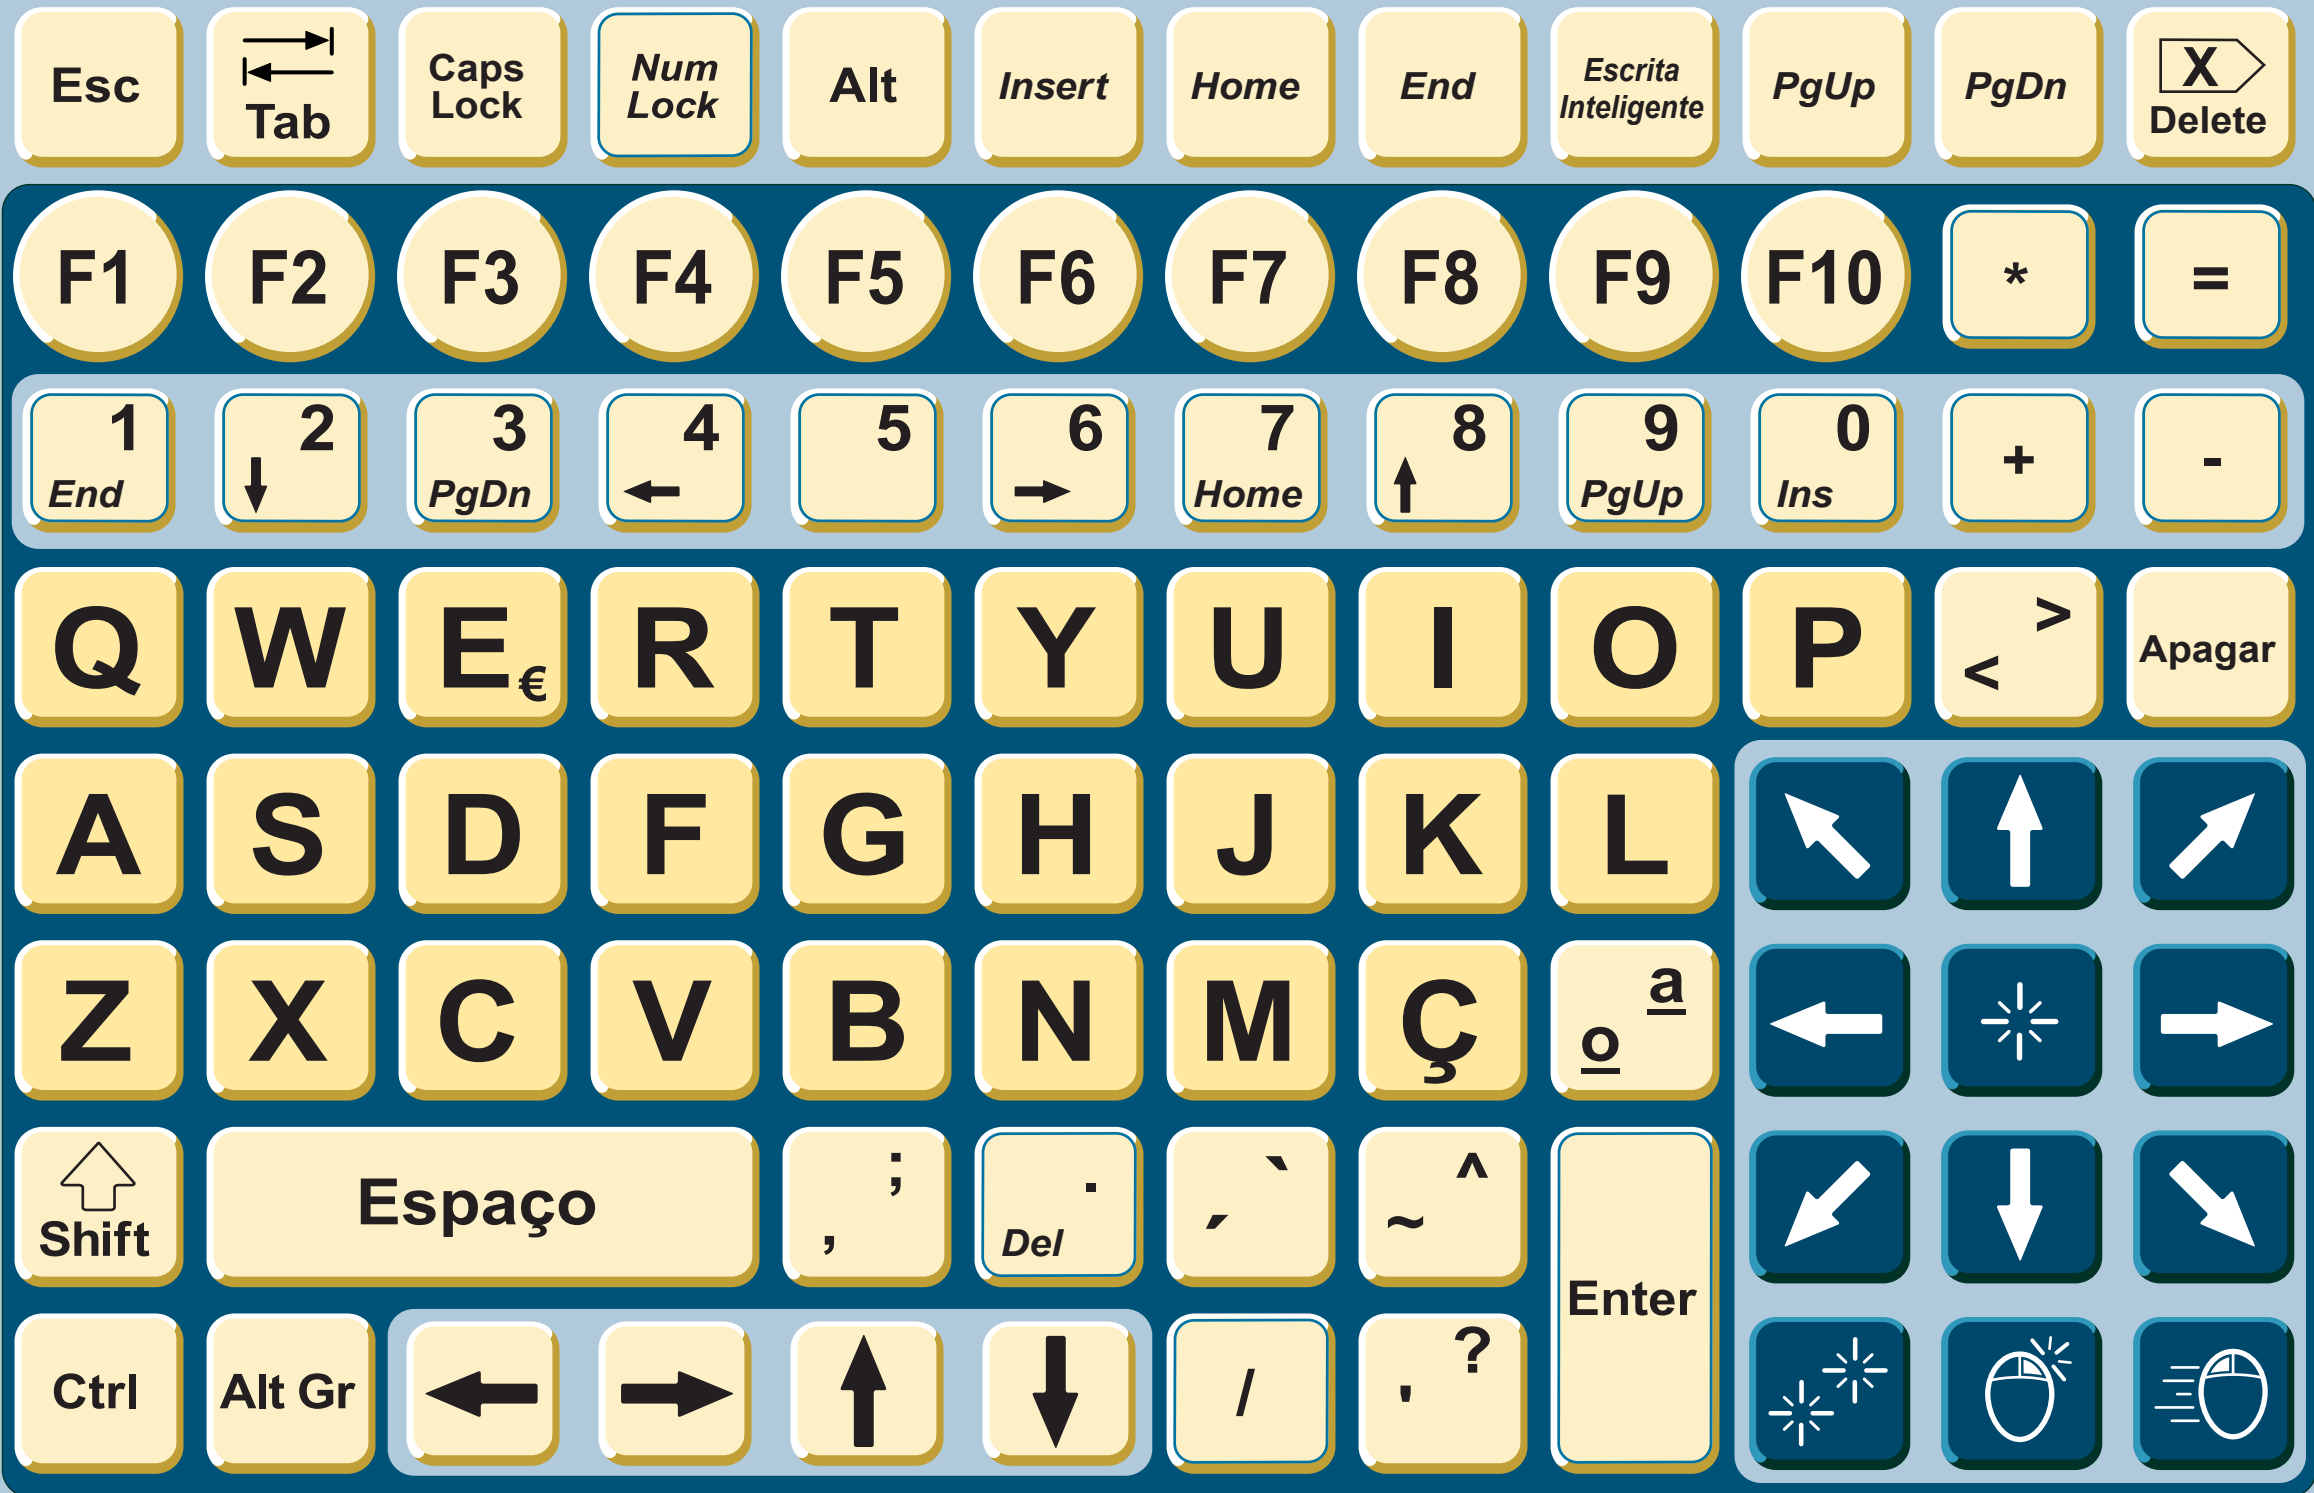 Esc Tab Caps Lock Num Lock Alt Insert Home End Escrita Inteligente PgUp PgDn X Delete
F1 F2 F3 F4 F5 F6 F7 F8 F9 F10 * =
1 End 2 3 PgDn 4 5 6 7 Home 8 9 PgUp 0 Ins + -
Q W E € R T Y U I O P > < Apagar
A S D F G H J K L
Z X C V B N M Ç a o
Shift Espaço ; , . Del ` ´ ^ ~ Enter
Ctrl Alt Gr / ? '